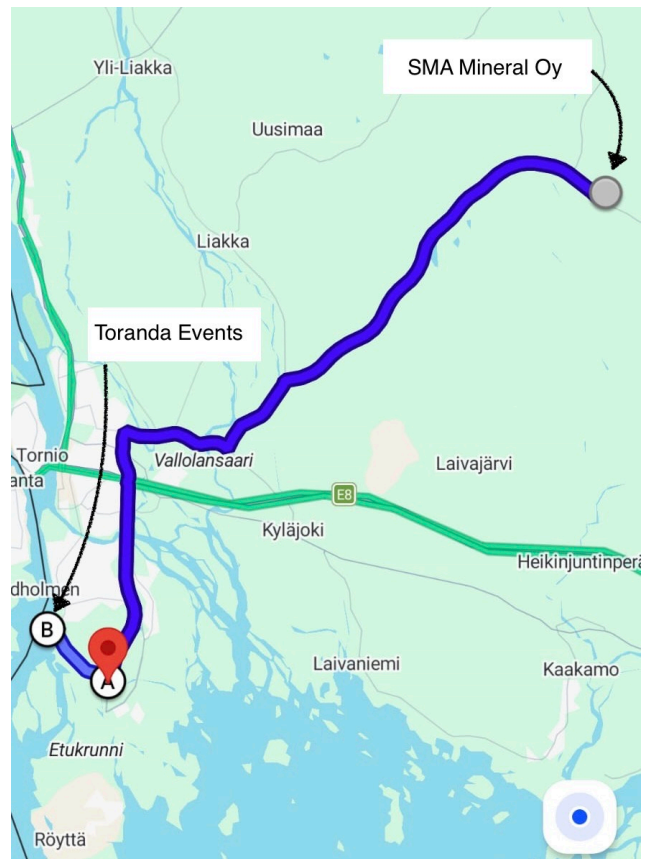 Yli-Liakka
SMA Mineral Oy
Uusimaa
Liakka
Toranda Events
Tornio
anta
Vallolansaari
Laivajärvi
E8
Kyläjoki
Heikinjuntinperä
dholmen
B
Laivaniemi
Kaakamo
A
Etukrunni
Röyttä